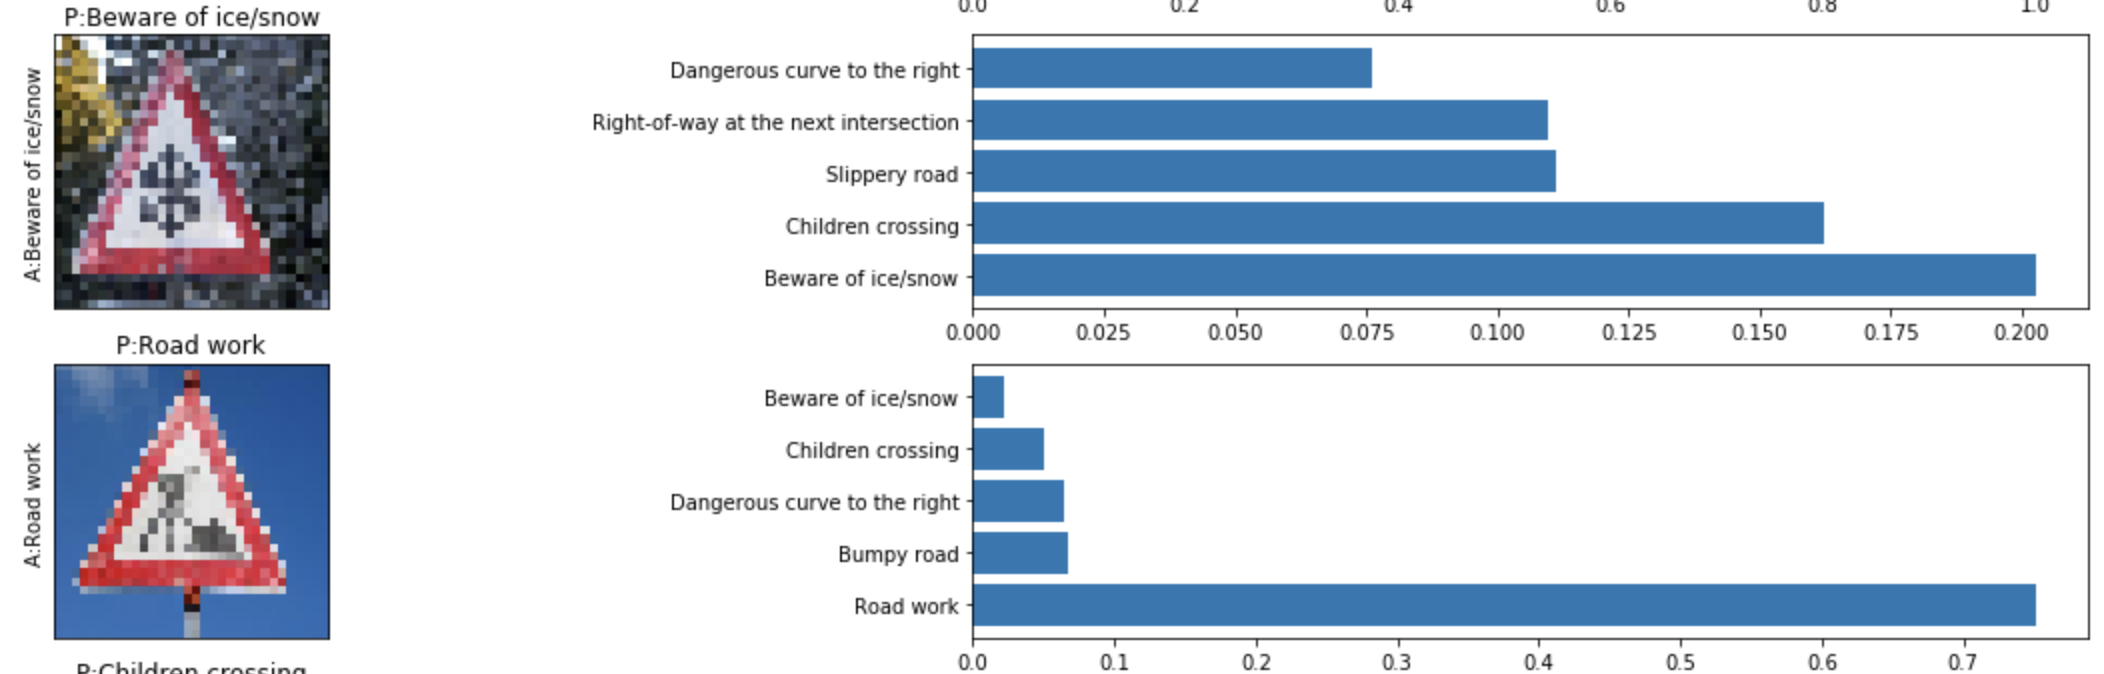 P:Beware of ice/snow
A:Beware of ice/snow
0.0 0.2 0.4 0.6 0.8 1.0
Dangerous curve to the right
Right-of-way at the next intersection
Slippery road
Children crossing
Beware of ice/snow
0.000 0.025 0.050 0.075 0.100 0.125 0.150 0.175 0.200
P:Road work
A:Road work
Beware of ice/snow
Children crossing
Dangerous curve to the right
Bumpy road
Road work
0.0 0.1 0.2 0.3 0.4 0.5 0.6 0.7
P:Children crossing